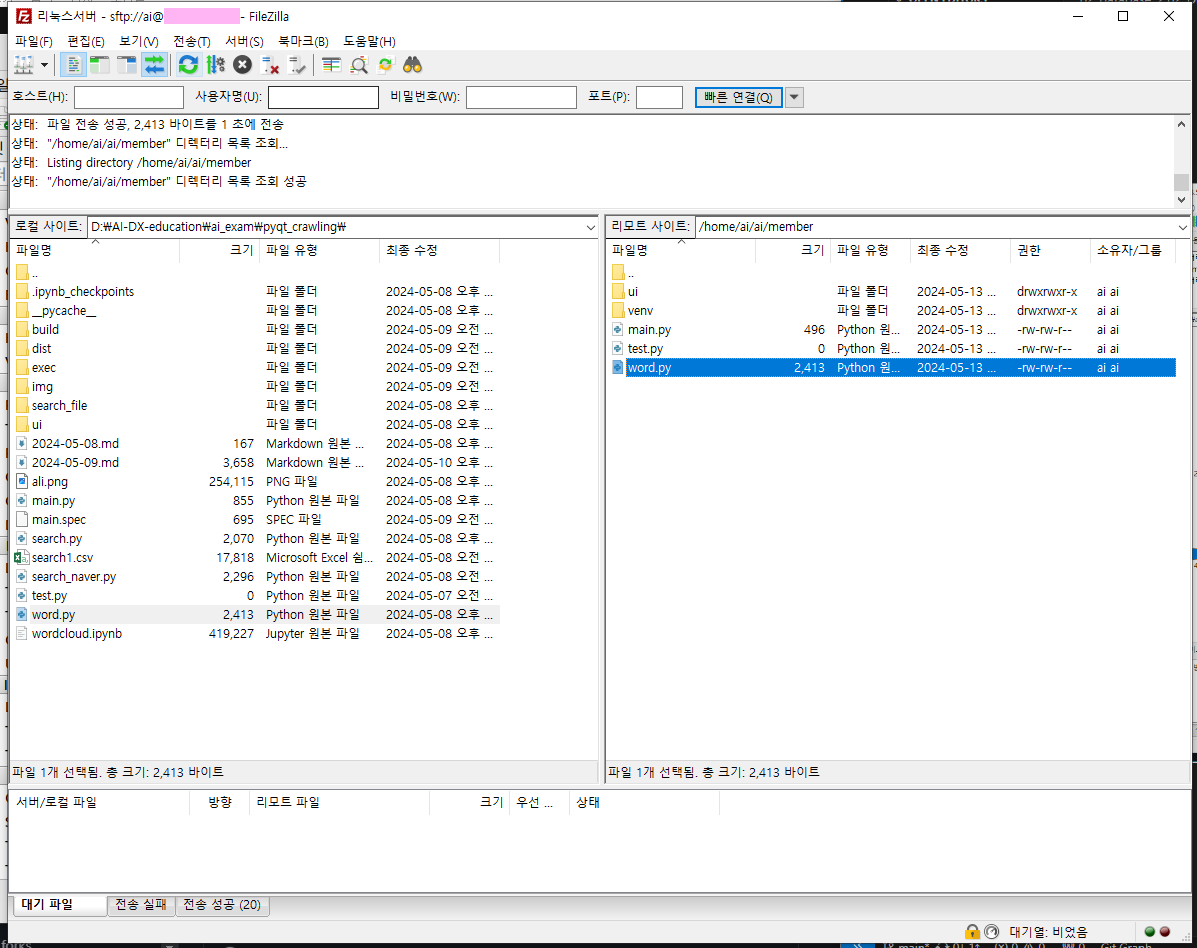 리눅스서버 - sftp://ai@ - FileZilla
파일(F) 편집(E) 보기(V) 전송(T) 서버(S) 북마크(B) 도움말(H)
호스트(H): 사용자명(U): 비밀번호(W): 포트(P): 빠른 연결(Q)
상태: 파일 전송 성공, 2,413 바이트를 1 초에 전송
상태: "/home/ai/ai/member" 디렉터리 목록 조회...
상태: Listing directory /home/ai/ai/member
상태: "/home/ai/ai/member" 디렉터리 목록 조회 성공
로컬 사이트: D:₩AI-DX-education₩ai_exam₩pyqt_crawling₩
파일명 크기 파일 유형 최종 수정
..
.ipynb_checkpoints 파일 폴더 2024-05-08 오후 ...
__pycache__ 파일 폴더 2024-05-08 오후 ...
build 파일 폴더 2024-05-09 오전 ...
dist 파일 폴더 2024-05-09 오전 ...
exec 파일 폴더 2024-05-09 오전 ...
img 파일 폴더 2024-05-09 오전 ...
search_file 파일 폴더 2024-05-08 오후 ...
ui 파일 폴더 2024-05-08 오후 ...
2024-05-08.md 167 Markdown 원본 ... 2024-05-08 오후 ...
2024-05-09.md 3,658 Markdown 원본 ... 2024-05-10 오후 ...
ali.png 254,115 PNG 파일 2024-05-08 오후 ...
main.py 855 Python 원본 파일 2024-05-08 오후 ...
main.spec 695 SPEC 파일 2024-05-09 오전 ...
search.py 2,070 Python 원본 파일 2024-05-08 오후 ...
search1.csv 17,818 Microsoft Excel 쉼... 2024-05-08 오전 ...
search_naver.py 2,296 Python 원본 파일 2024-05-08 오전 ...
test.py 0 Python 원본 파일 2024-05-07 오전 ...
word.py 2,413 Python 원본 파일 2024-05-08 오후 ...
wordcloud.ipynb 419,227 Jupyter 원본 파일 2024-05-08 오후 ...
파일 1개 선택됨. 총 크기: 2,413 바이트
리모트 사이트: /home/ai/ai/member
파일명 크기 파일 유형 최종 수정 권한 소유자/그룹
..
ui 파일 폴더 2024-05-13 ... drwxrwxr-x ai ai
venv 파일 폴더 2024-05-13 ... drwxrwxr-x ai ai
main.py 496 Python 원... 2024-05-13 ... -rw-rw-r-- ai ai
test.py 0 Python 원... 2024-05-13 ... -rw-rw-r-- ai ai
word.py 2,413 Python 원... 2024-05-13 ... -rw-rw-r-- ai ai
파일 1개 선택됨. 총 크기: 2,413 바이트
서버/로컬 파일 방향 리모트 파일 크기 우선 ... 상태
대기 파일 전송 실패 전송 성공 (20)
대기열: 비었음